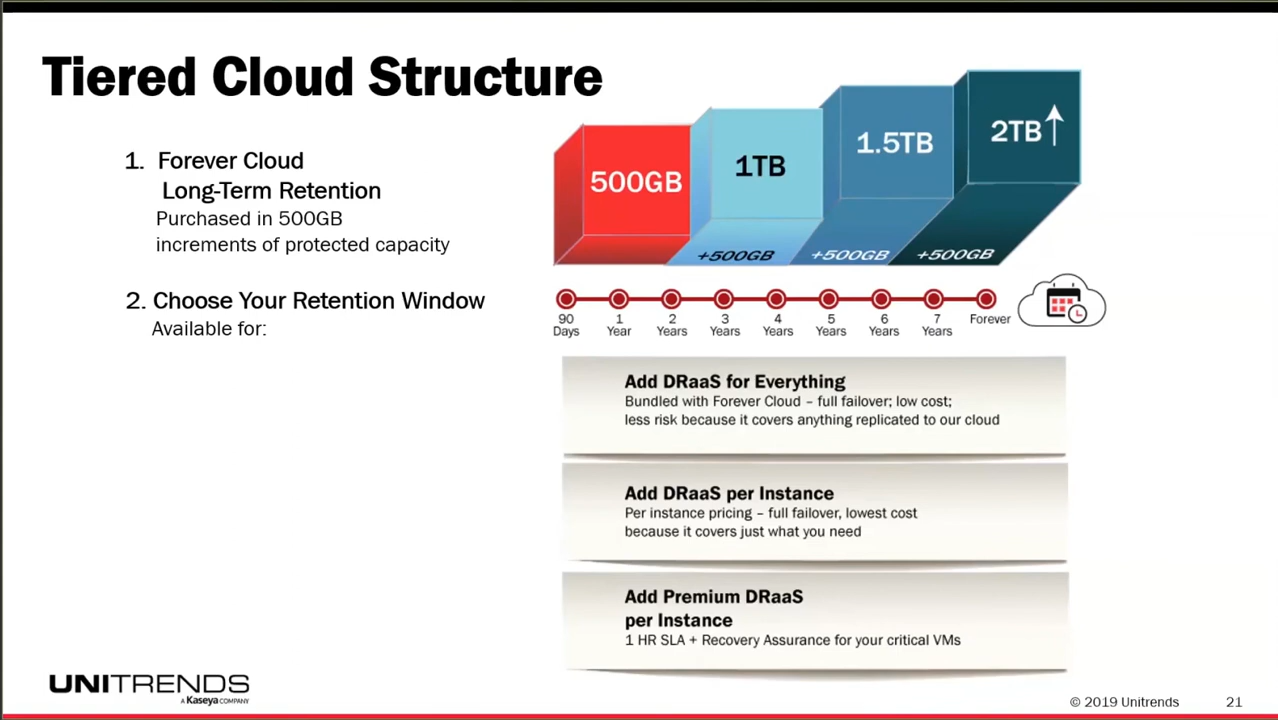 Tiered Cloud Structure
1. Forever Cloud
Long-Term Retention
Purchased in 500GB
increments of protected capacity
2. Choose Your Retention Window
Available for:
500GB
1TB
1.5TB
2TB
+500GB
+500GB
+500GB
90 Days
1 Year
2 Years
3 Years
4 Years
5 Years
6 Years
7 Years
Forever
Add DRaaS for Everything
Bundled with Forever Cloud – full failover; low cost;
less risk because it covers anything replicated to our cloud
Add DRaaS per Instance
Per instance pricing – full failover, lowest cost
because it covers just what you need
Add Premium DRaaS
per Instance
1 HR SLA + Recovery Assurance for your critical VMs
UNITRENDS
A Kaseya COMPANY
© 2019 Unitrends
21